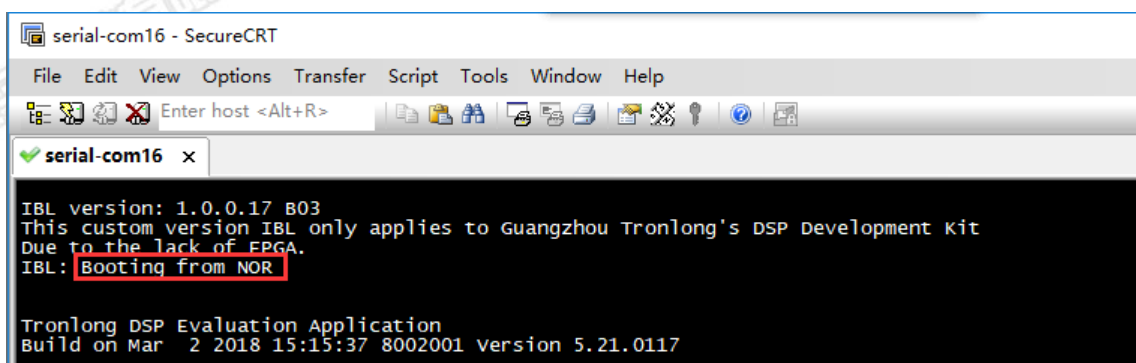 serial-com16 - SecureCRT
File Edit View Options Transfer Script Tools Window Help
Enter host <Alt+R>
serial-com16 x
IBL version: 1.0.0.17 B03
This custom version IBL only applies to Guangzhou Tronlong's DSP Development Kit
Due to the lack of FPGA.
IBL: Booting from NOR
Tronlong DSP Evaluation Application
Build on Mar  2 2018 15:15:37 8002001 Version 5.21.0117